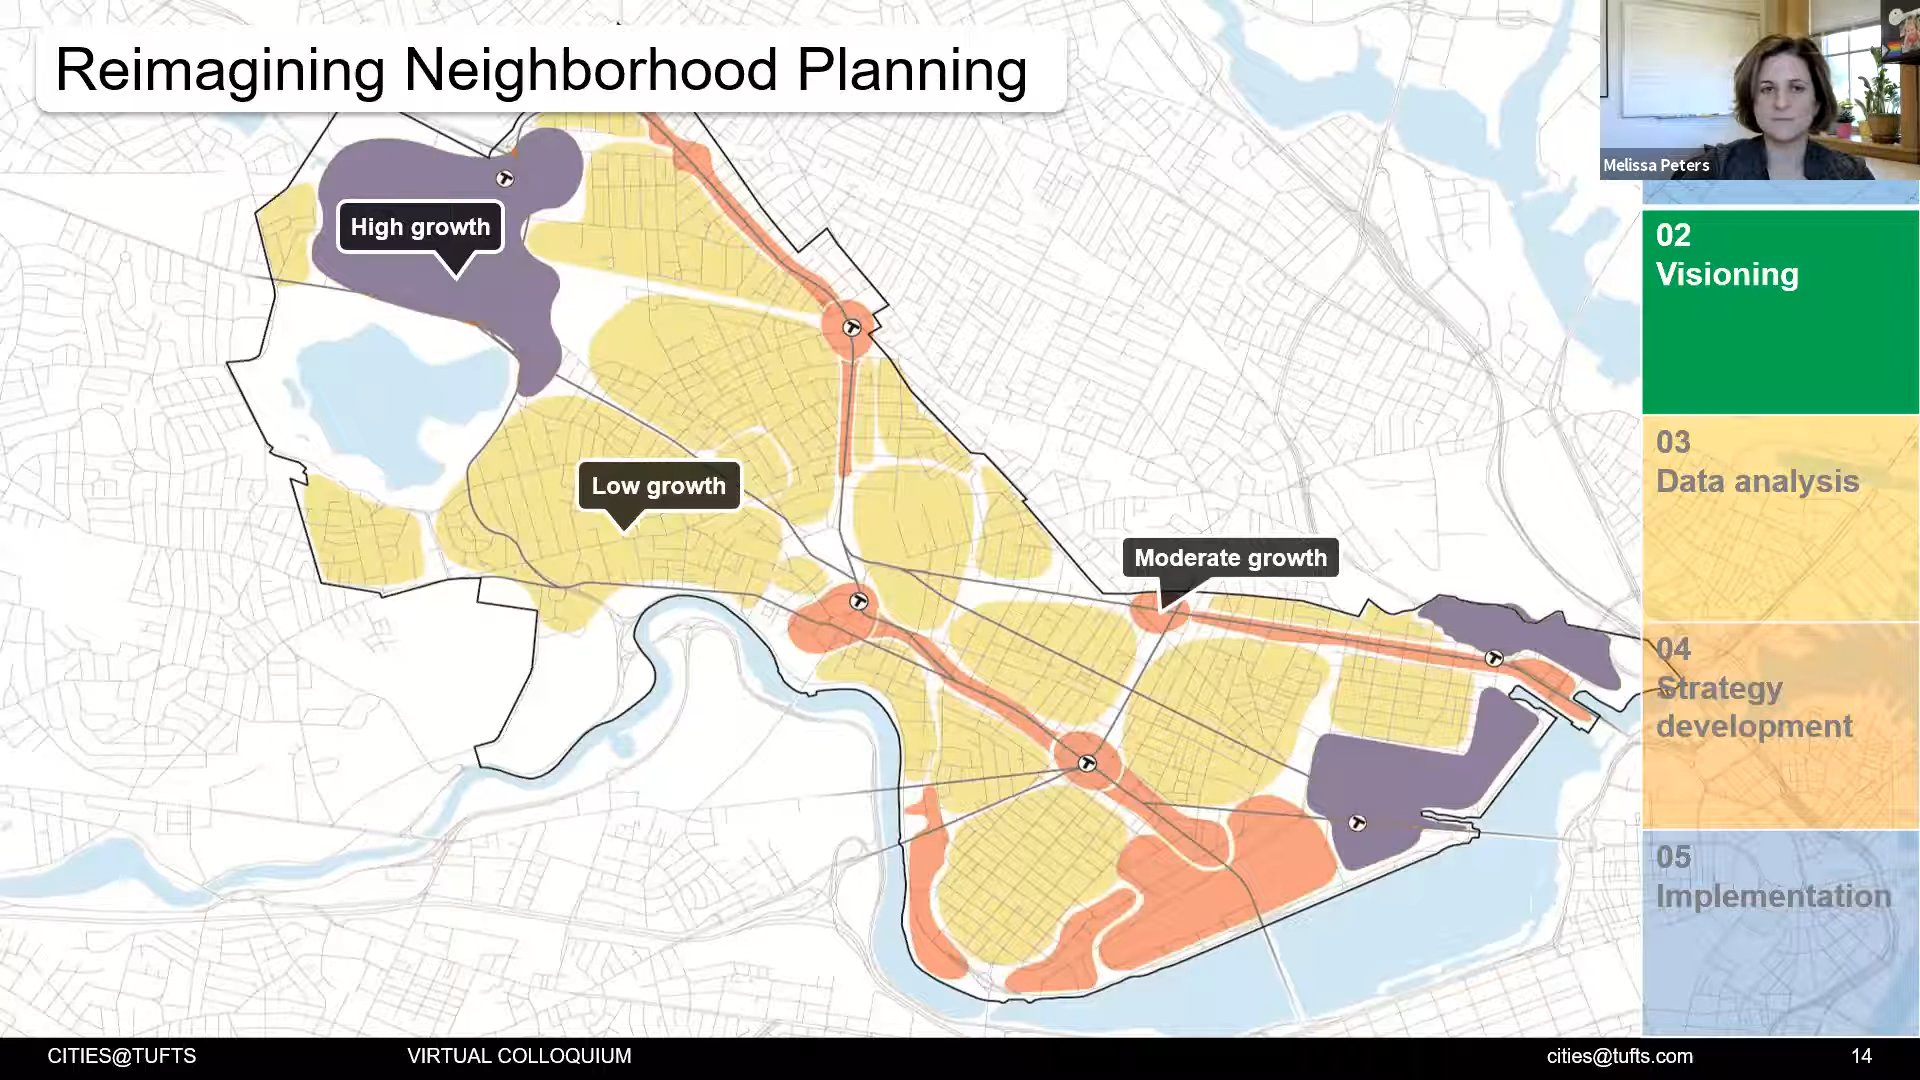 Reimagining Neighborhood Planning
Melissa Peters
T
High growth
02
Visioning
T
03
Data analysis
Low growth
Moderate growth
T
T
04
Strategy
development
T
T
05
Implementation
CITIES@TUFTS
VIRTUAL COLLOQUIUM
cities@tufts.com
14